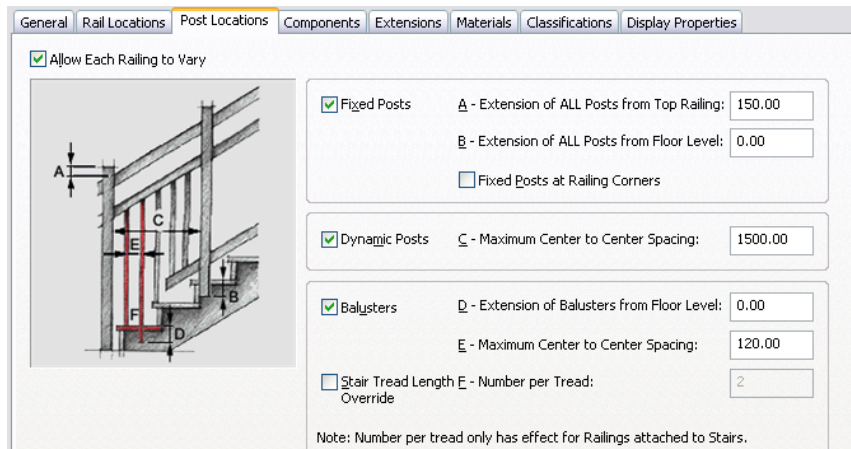 General Rail Locations Post Locations Components Extensions Materials Classifications Display Properties
Allow Each Railing to Vary
A
C
E
B
F
D
Fixed Posts A - Extension of ALL Posts from Top Railing: 150.00
B - Extension of ALL Posts from Floor Level: 0.00
Fixed Posts at Railing Corners
Dynamic Posts C - Maximum Center to Center Spacing: 1500.00
Balusters D - Extension of Balusters from Floor Level: 0.00
E - Maximum Center to Center Spacing: 120.00
Stair Tread Length F - Number per Tread: 2
Override
Note: Number per tread only has effect for Railings attached to Stairs.